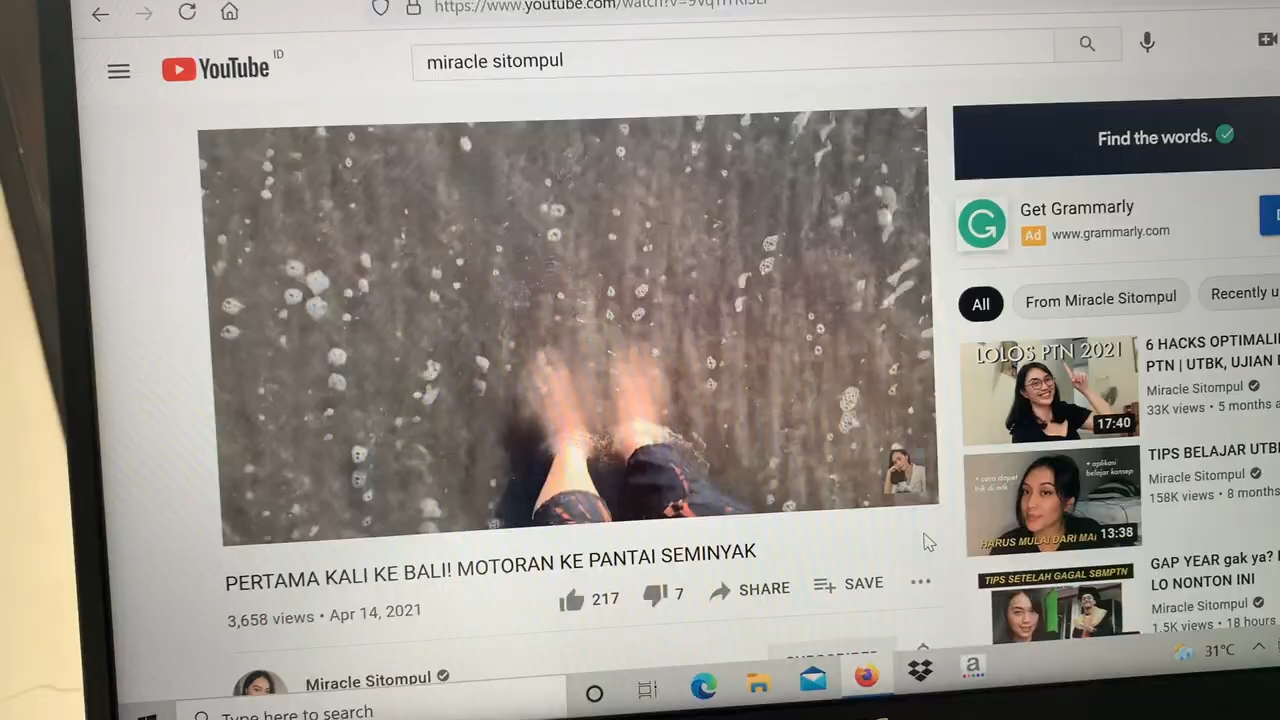 https://www.youtube.com/watch?v=
YouTube ID
miracle sitompul
Find the words.
Get Grammarly
Ad www.grammarly.com
All
From Miracle Sitompul
Recently u
LOLOS PTN 2021
17:40
6 HACKS OPTIMALI
PTN | UTBK, UJIAN
Miracle Sitompul
33K views • 5 months a
+ cara dapet
trik di mtk
+ aplikasi
belajar konsep
HARUS MULAI DARI MA
13:38
TIPS BELAJAR UTB
Miracle Sitompul
158K views • 8 months
TIPS SETELAH GAGAL SBMPTN
GAP YEAR gak ya?
LO NONTON INI
Miracle Sitompul
1.5K views • 18 hours
PERTAMA KALI KE BALI! MOTORAN KE PANTAI SEMINYAK
3,658 views • Apr 14, 2021
217
7
SHARE
SAVE
Miracle Sitompul
Type here to search
a
31°C